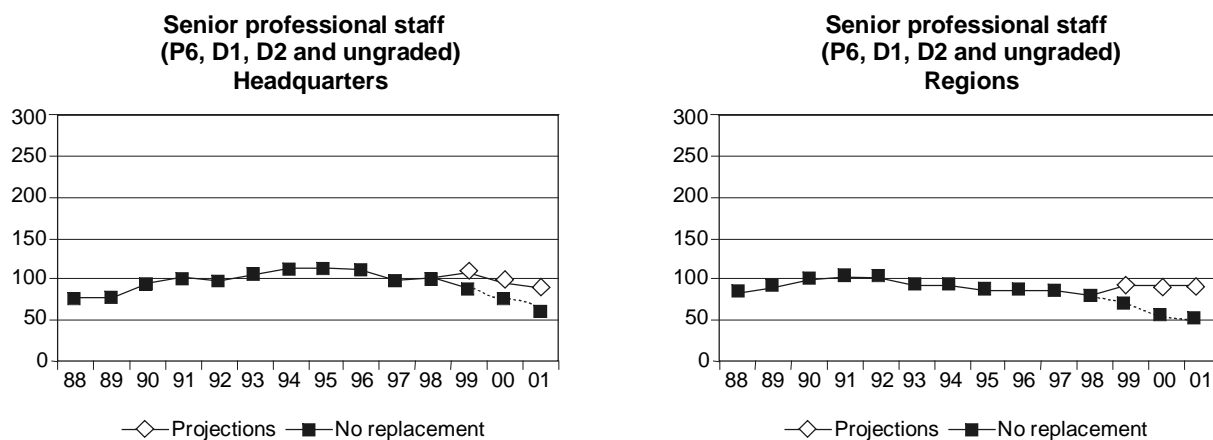 Senior professional staff
(P6, D1, D2 and ungraded)
Headquarters
300
250
200
150
100
50
0
88 89 90 91 92 93 94 95 96 97 98 99 00 01
Projections No replacement
Senior professional staff
(P6, D1, D2 and ungraded)
Regions
300
250
200
150
100
50
0
88 89 90 91 92 93 94 95 96 97 98 99 00 01
Projections No replacement